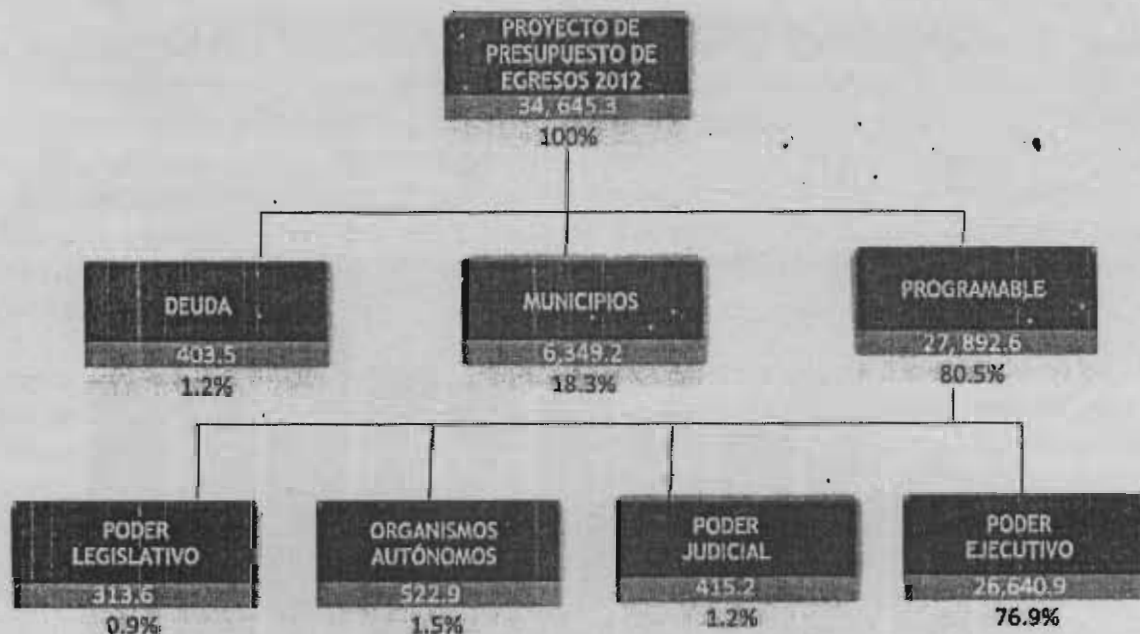 PROYECTO DE
PRESUPUESTO DE
EGRESOS 2012
34, 645.3
100%
DEUDA
403.5
1.2%
MUNICIPIOS
6,349.2
18.3%
PROGRAMABLE
27, 892.6
80.5%
PODER
LEGISLATIVO
313.6
0.9%
ORGANISMOS
AUTÓNOMOS
522.9
1.5%
PODER
JUDICIAL
415.2
1.2%
PODER
EJECUTIVO
26,640.9
76.9%